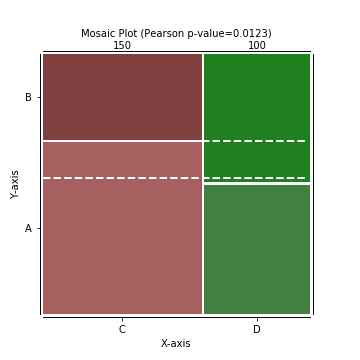 Mosaic Plot (Pearson p-value=0.0123)
150 100
B
A
Y-axis
C D
X-axis